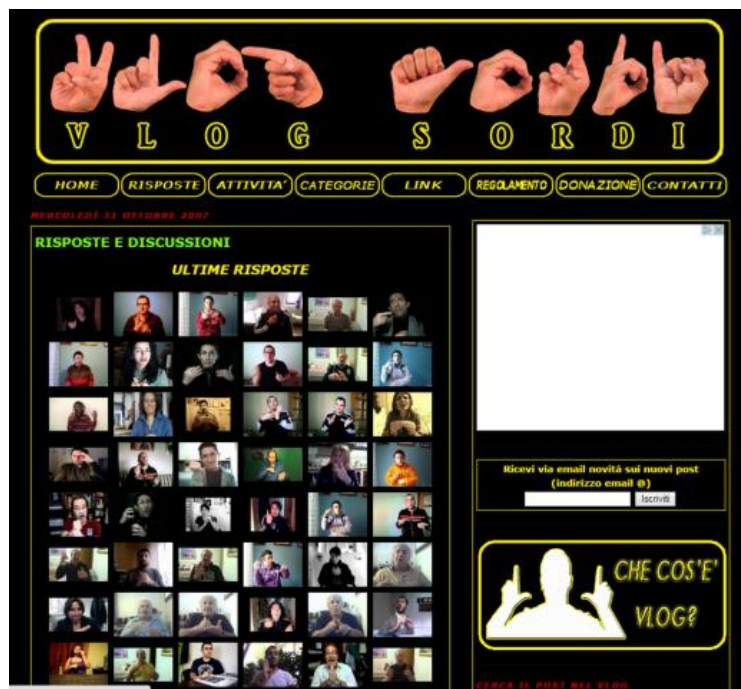 V L O G S O R D I
HOME RISPOSTE ATTIVITA' CATEGORIE LINK REGOLAMENTO DONAZIONE CONTATTI
MERCOLEDÌ 31 OTTOBRE 2007
RISPOSTE E DISCUSSIONI
ULTIME RISPOSTE
Ricevi via email novità sui nuovi post
(indirizzo email @)
Iscriviti
CHE COS'E'
VLOG?
CERCA IL POST NEL VLOG